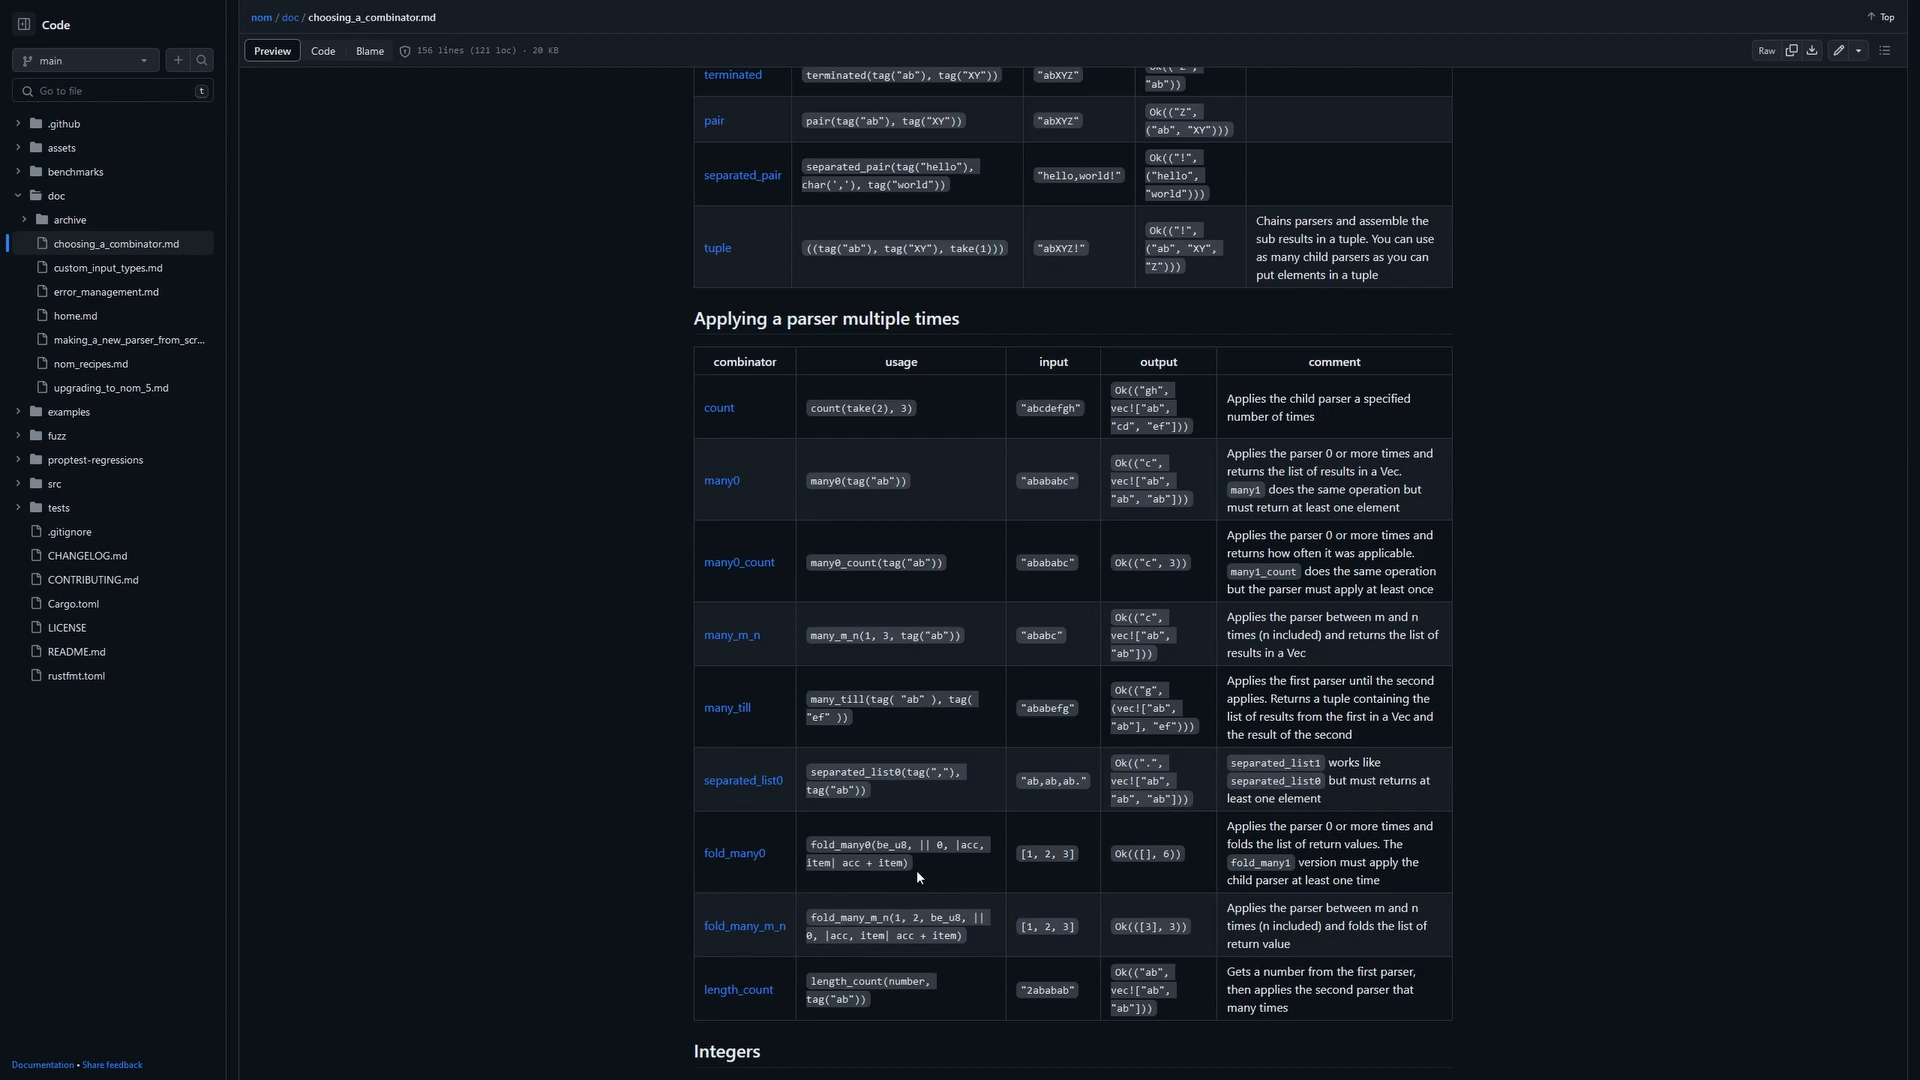 Code
main
Go to file
t
.github
assets
benchmarks
doc
archive
choosing_a_combinator.md
custom_input_types.md
error_management.md
home.md
making_a_new_parser_from_scr...
nom_recipes.md
upgrading_to_nom_5.md
examples
fuzz
proptest-regressions
src
tests
.gitignore
CHANGELOG.md
CONTRIBUTING.md
Cargo.toml
LICENSE
README.md
rustfmt.toml
Documentation • Share feedback
nom / doc / choosing_a_combinator.md
Top
Preview Code Blame 156 lines (121 loc) · 20 KB
Raw
terminated
terminated(tag("ab"), tag("XY"))
"abXYZ"
"ab"))
pair
pair(tag("ab"), tag("XY"))
"abXYZ"
Ok(("Z",
("ab", "XY")))
separated_pair
separated_pair(tag("hello"),
char(','), tag("world"))
"hello,world!"
Ok(("!",
("hello",
"world")))
tuple
((tag("ab"), tag("XY"), take(1)))
"abXYZ!"
Ok(("!",
("ab", "XY",
"Z")))
Chains parsers and assemble the
sub results in a tuple. You can use
as many child parsers as you can
put elements in a tuple
Applying a parser multiple times
combinator usage input output comment
count
count(take(2), 3)
"abcdefgh"
Ok(("gh",
vec!["ab",
"cd", "ef"]))
Applies the child parser a specified
number of times
many0
many0(tag("ab"))
"abababc"
Ok(("c",
vec!["ab",
"ab", "ab"]))
Applies the parser 0 or more times and
returns the list of results in a Vec.
many1 does the same operation but
must return at least one element
many0_count
many0_count(tag("ab"))
"abababc"
Ok(("c", 3))
Applies the parser 0 or more times and
returns how often it was applicable.
many1_count does the same operation
but the parser must apply at least once
many_m_n
many_m_n(1, 3, tag("ab"))
"ababc"
Ok(("c",
vec!["ab",
"ab"]))
Applies the parser between m and n
times (n included) and returns the list of
results in a Vec
many_till
many_till(tag( "ab" ), tag(
"ef" ))
"ababefg"
Ok(("g",
(vec!["ab",
"ab"], "ef")))
Applies the first parser until the second
applies. Returns a tuple containing the
list of results from the first in a Vec and
the result of the second
separated_list0
separated_list0(tag(","),
tag("ab"))
"ab,ab,ab."
Ok((".",
vec!["ab",
"ab", "ab"]))
separated_list1 works like
separated_list0 but must returns at
least one element
fold_many0
fold_many0(be_u8, || 0, |acc,
item| acc + item)
[1, 2, 3]
Ok(([], 6))
Applies the parser 0 or more times and
folds the list of return values. The
fold_many1 version must apply the
child parser at least one time
fold_many_m_n
fold_many_m_n(1, 2, be_u8, ||
0, |acc, item| acc + item)
[1, 2, 3]
Ok(([3], 3))
Applies the parser between m and n
times (n included) and folds the list of
return value
length_count
length_count(number,
tag("ab"))
"2ababab"
Ok(("ab",
vec!["ab",
"ab"]))
Gets a number from the first parser,
then applies the second parser that
many times
Integers